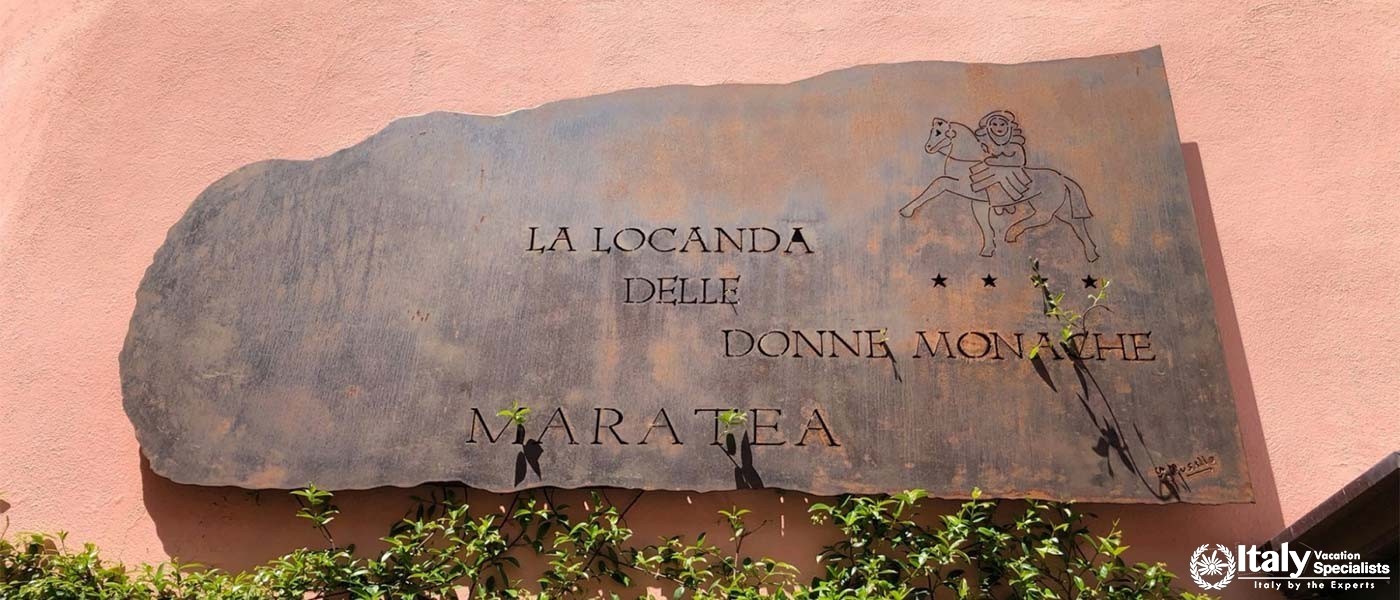 LA LOCANDA
DELLE
DONNE MONACHE
MARATEA
Italy Vacation Specialists
Italy by the Experts